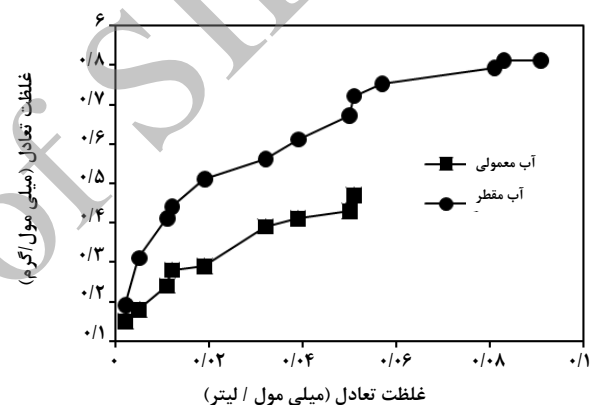 of SI
۶
۰/۸
۰/۷
۰/۶
۰/۵
۰/۴
۰/۳
۰/۲
۰/۱
غلظت تعادل (میلی مول/گرم)
آب معمولی
آب مقطر
۰ ۰/۰۲ ۰/۰۴ ۰/۰۶ ۰/۰۸ ۰/۱
غلظت تعادل (میلی مول / لیتر)